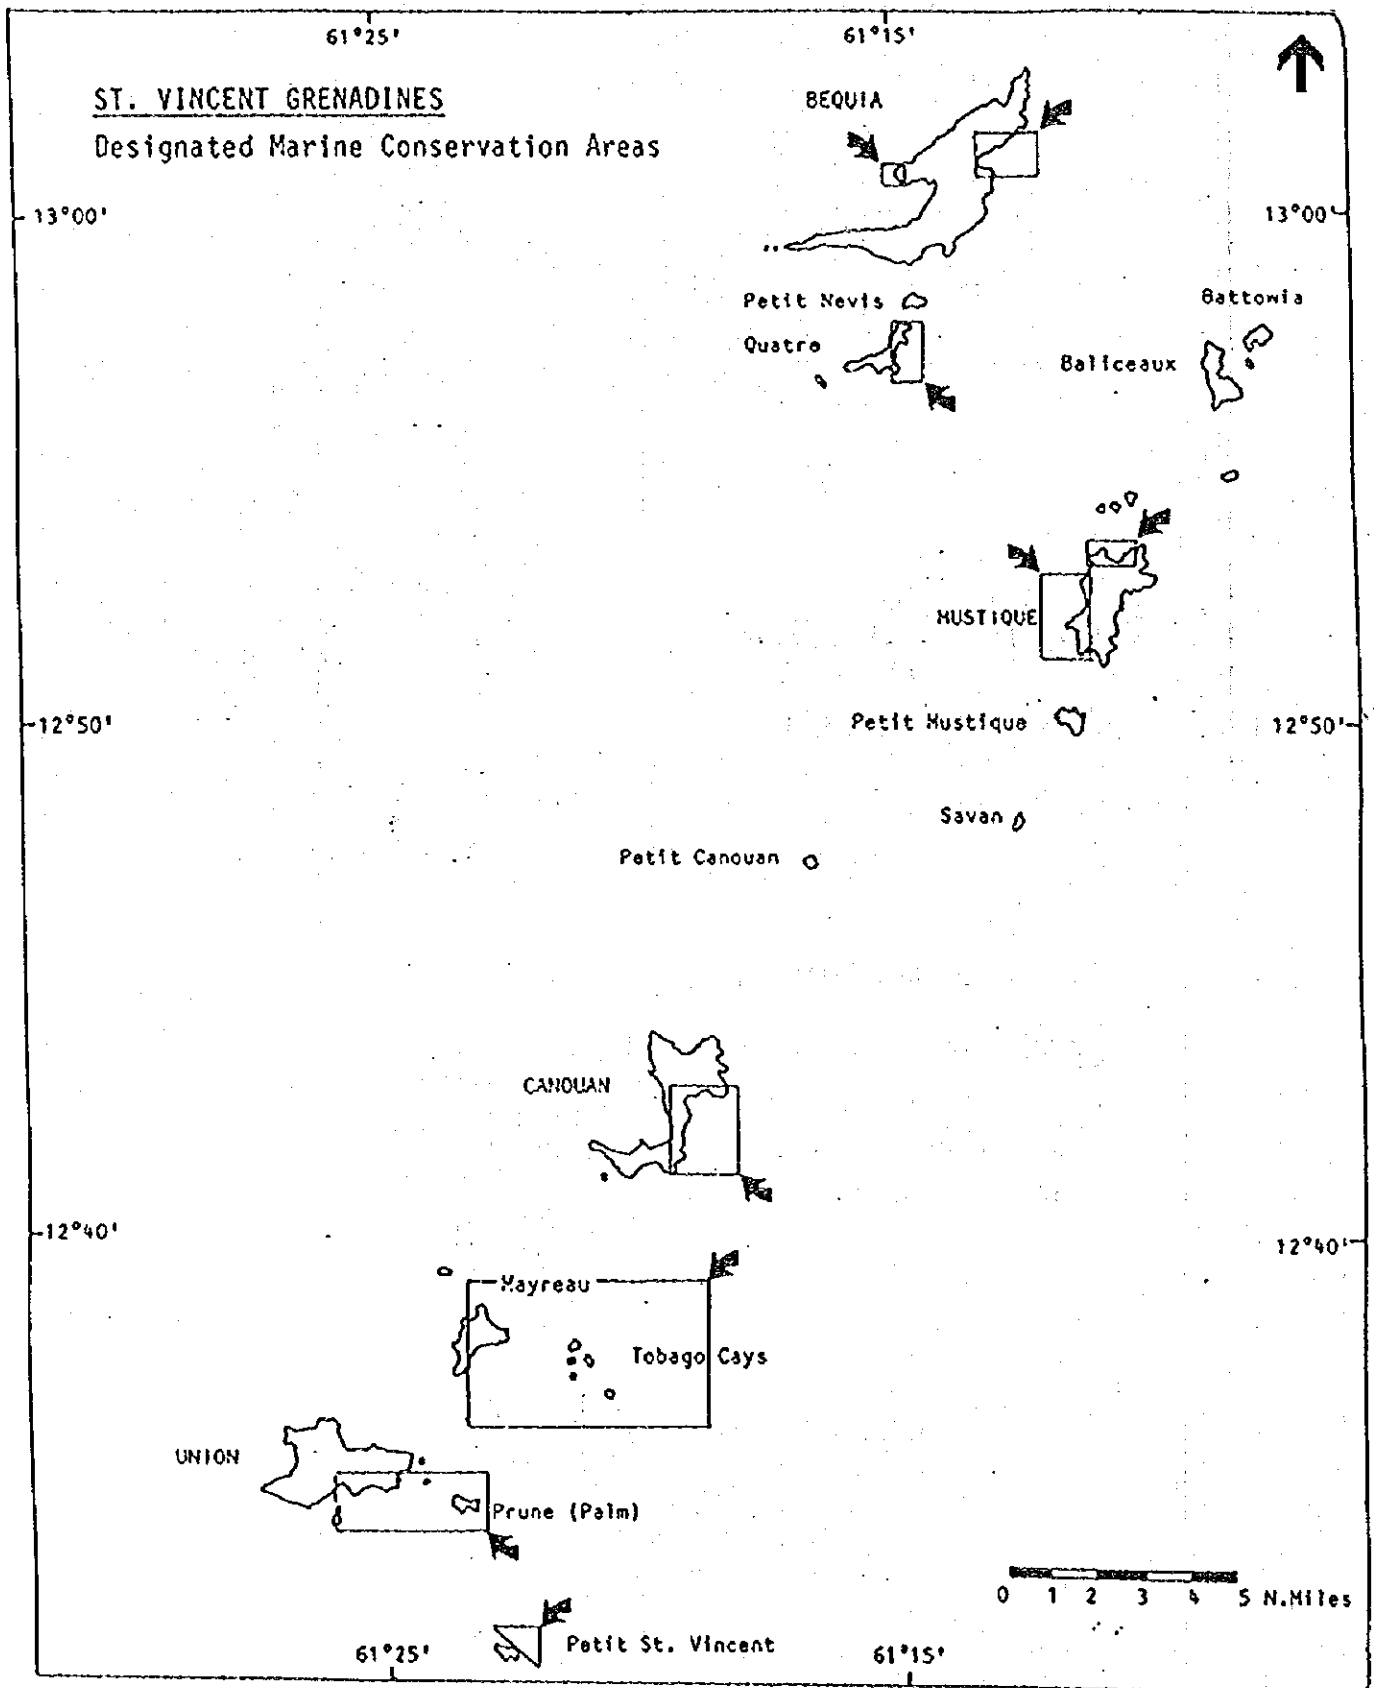 61°25'
61°15'
ST. VINCENT GRENADINES
Designated Marine Conservation Areas
BEQUIA
13°00'
13°00'
Petit Nevis
Battowia
Quatre
Baliceaux
MUSTIQUE
12°50'
Petit Mustique
12°50'
Savan
Petit Canouan
CANOUAN
12°40'
12°40'
Mayreau
Tobago Cays
UNION
Prune (Palm)
0 1 2 3 4 5 N.Miles
61°25'
Petit St. Vincent
61°15'